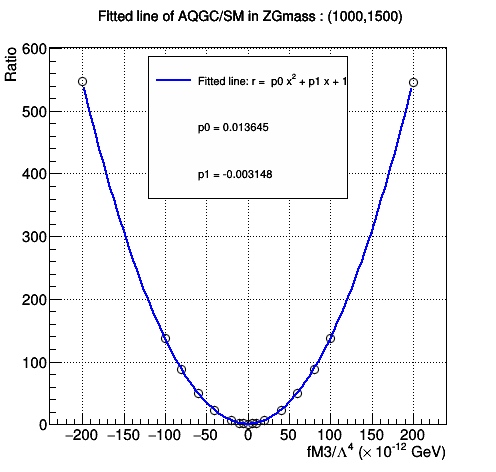 FItted line of AQGC/SM in ZGmass : (1000,1500)
Ratio
600
500
400
300
200
100
0
Fitted line: r = p0 x² + p1 x + 1
p0 = 0.013645
p1 = -0.003148
−200 −150 −100 −50 0 50 100 150 200
fM3/Λ⁴ (× 10⁻¹² GeV)